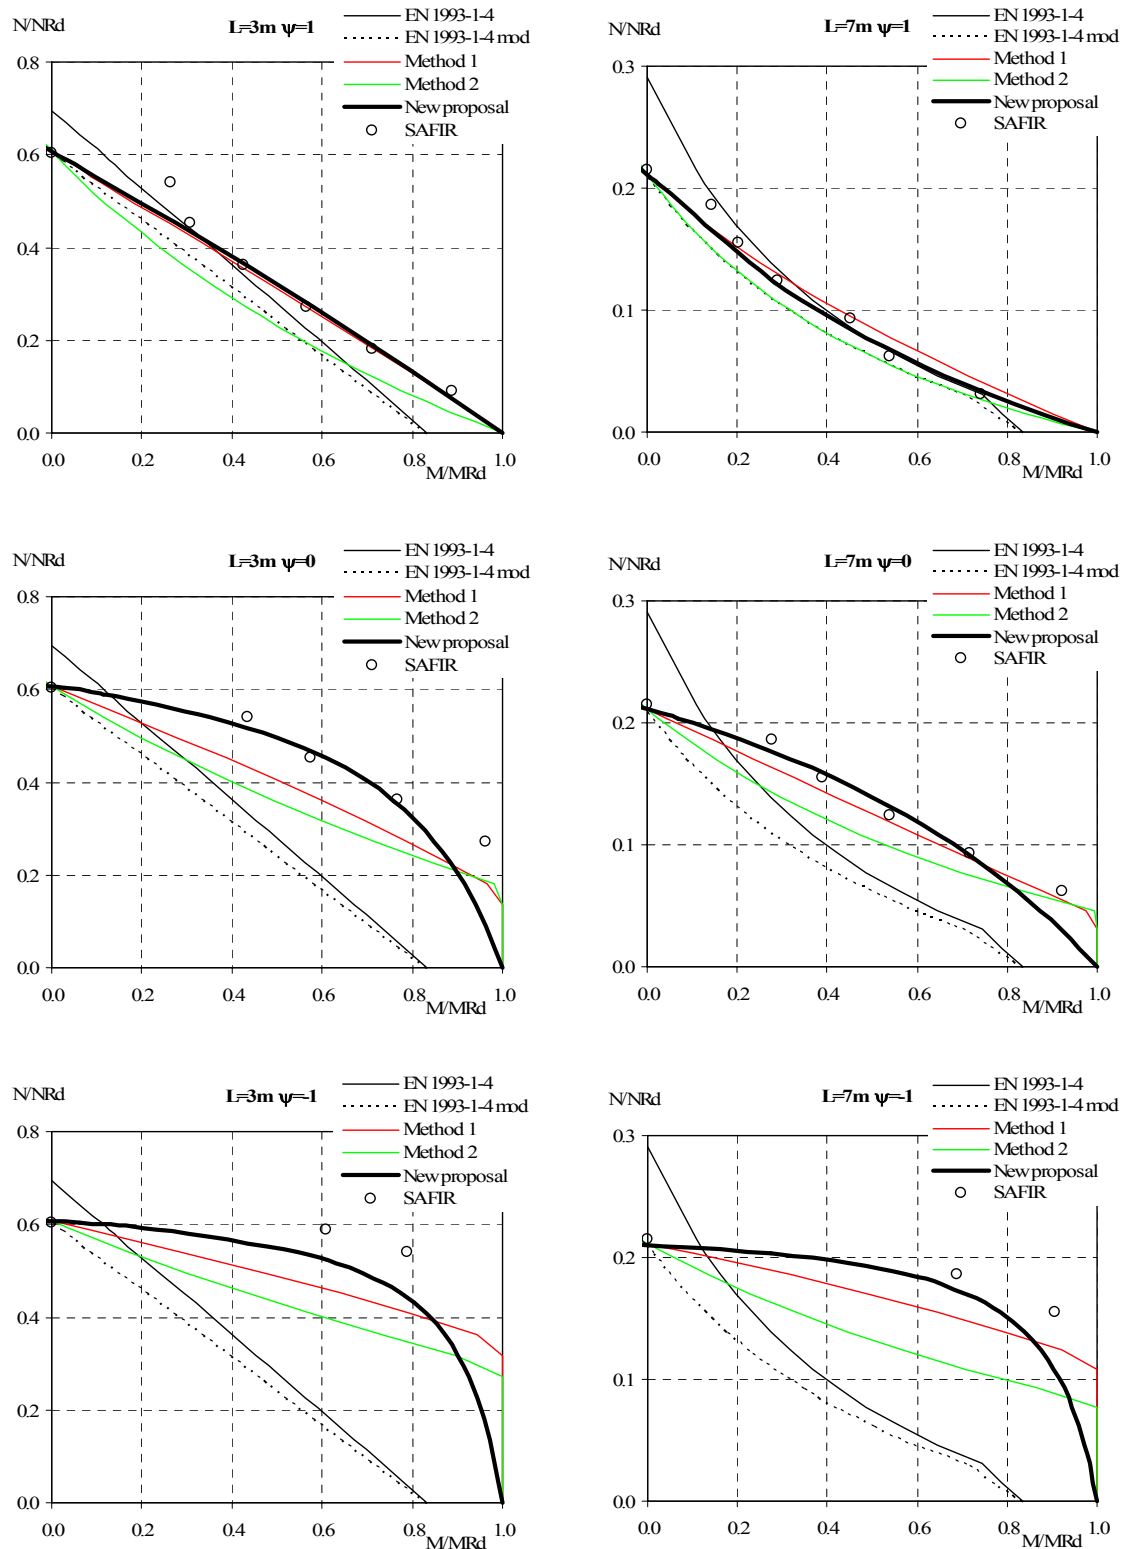 N/NRd
L=3m ψ=1
EN 1993-1-4
EN 1993-1-4 mod
Method 1
Method 2
New proposal
SAFIR
0.8
0.6
0.4
0.2
0.0
0.0 0.2 0.4 0.6 0.8 1.0
M/MRd
N/NRd
L=7m ψ=1
EN 1993-1-4
EN 1993-1-4 mod
Method 1
Method 2
New proposal
SAFIR
0.3
0.2
0.1
0.0
0.0 0.2 0.4 0.6 0.8 1.0
M/MRd
N/NRd
L=3m ψ=0
EN 1993-1-4
EN 1993-1-4 mod
Method 1
Method 2
New proposal
SAFIR
0.8
0.6
0.4
0.2
0.0
0.0 0.2 0.4 0.6 0.8 1.0
M/MRd
N/NRd
L=7m ψ=0
EN 1993-1-4
EN 1993-1-4 mod
Method 1
Method 2
New proposal
SAFIR
0.3
0.2
0.1
0.0
0.0 0.2 0.4 0.6 0.8 1.0
M/MRd
N/NRd
L=3m ψ=-1
EN 1993-1-4
EN 1993-1-4 mod
Method 1
Method 2
New proposal
SAFIR
0.8
0.6
0.4
0.2
0.0
0.0 0.2 0.4 0.6 0.8 1.0
M/MRd
N/NRd
L=7m ψ=-1
EN 1993-1-4
EN 1993-1-4 mod
Method 1
Method 2
New proposal
SAFIR
0.3
0.2
0.1
0.0
0.0 0.2 0.4 0.6 0.8 1.0
M/MRd